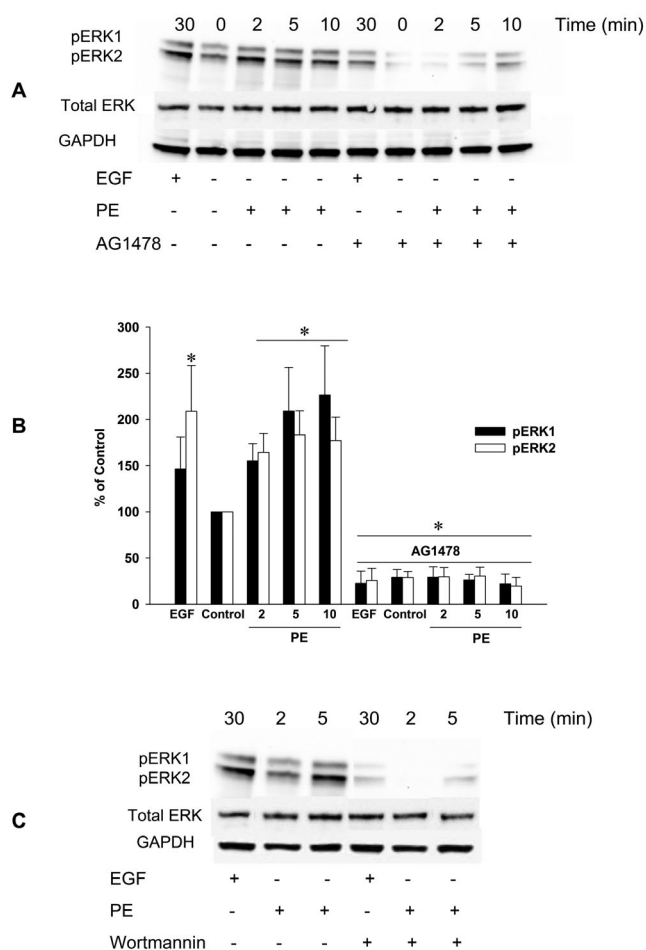 30 0 2 5 10 30 0 2 5 10 Time (min)
pERK1
pERK2
A
Total ERK
GAPDH
EGF + - - - - + - - - -
PE - - + + + - - + + +
AG1478 - - - - - + + + + +
300
250
200
150
100
50
0
% of Control
B
*
*
*
AG1478
pERK1
pERK2
EGF Control 2 5 10 EGF Control 2 5 10
PE PE
30 2 5 30 2 5 Time (min)
pERK1
pERK2
C
Total ERK
GAPDH
EGF + - - + - -
PE - + + - + +
Wortmannin - - - + + +